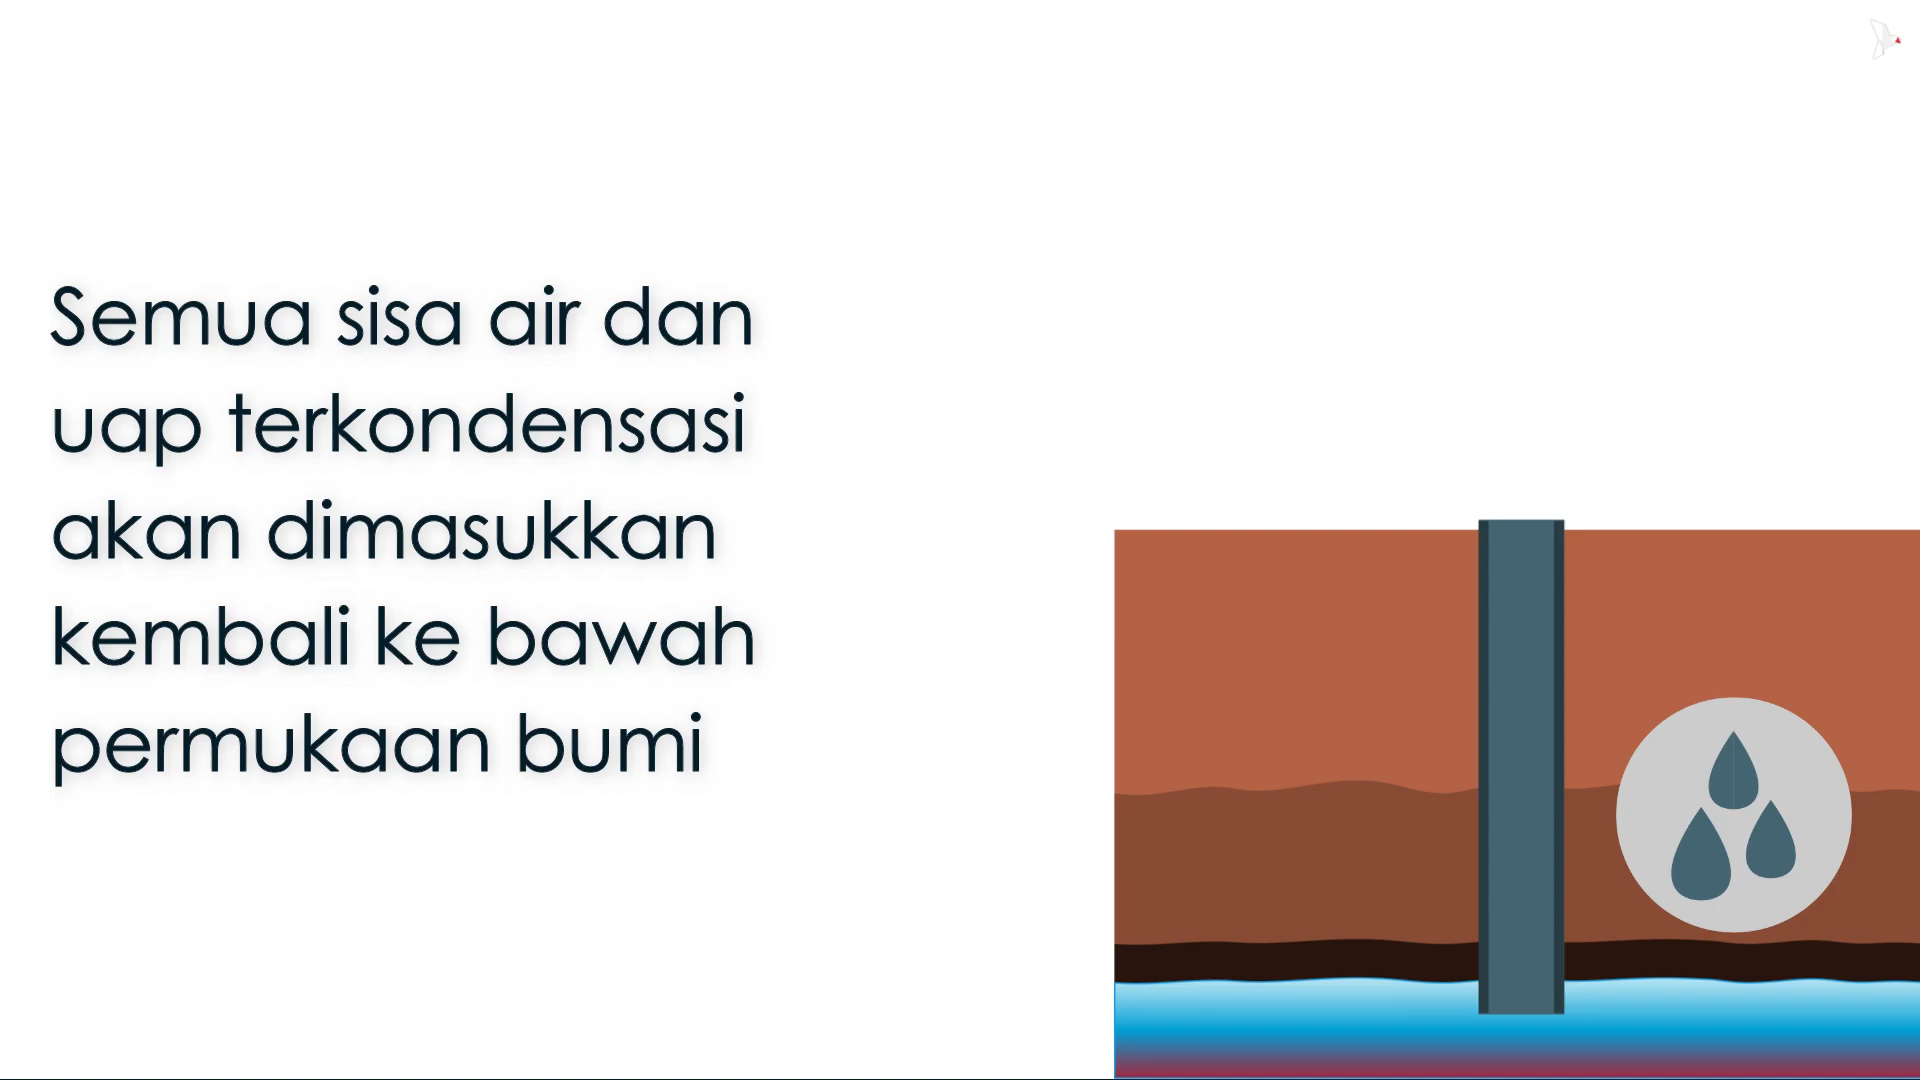 Semua sisa air dan
uap terkondensasi
akan dimasukkan
kembali ke bawah
permukaan bumi